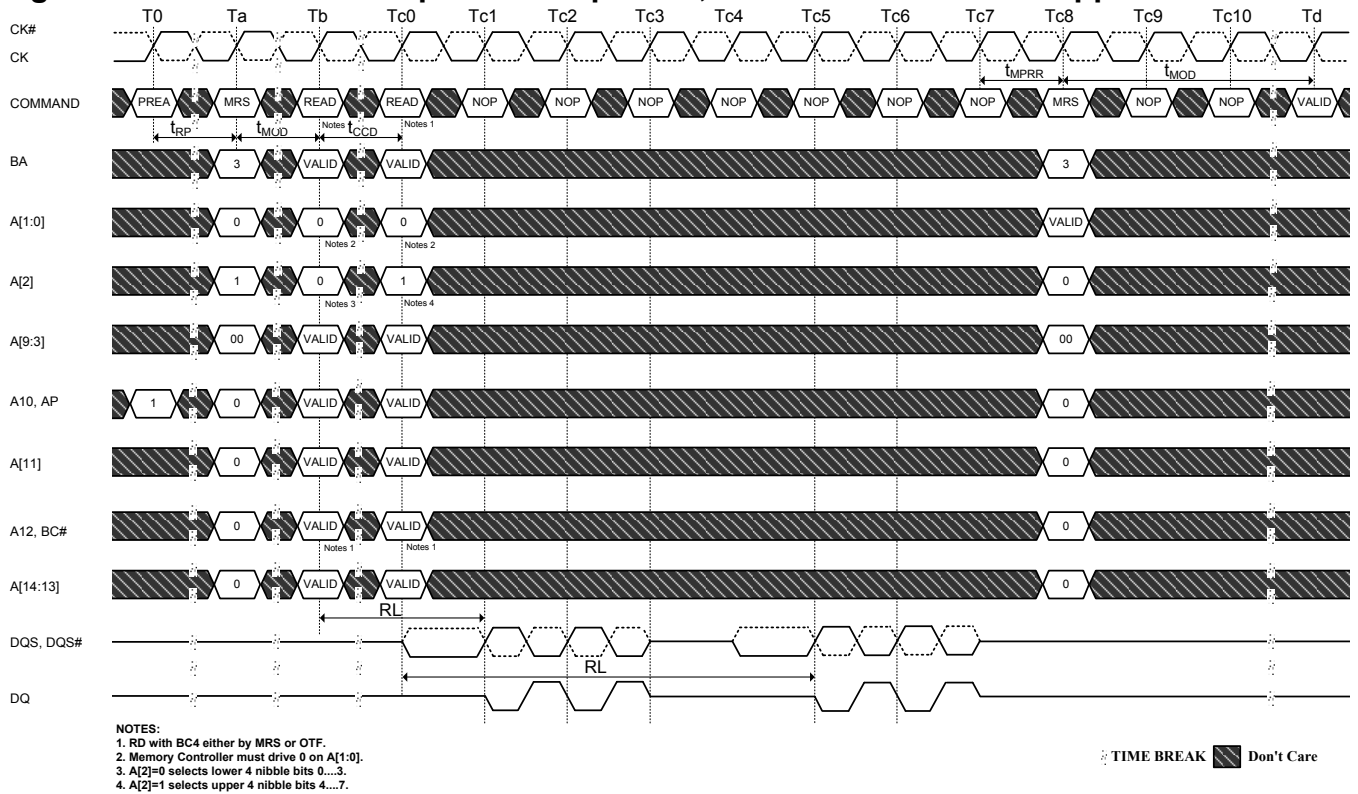 T0 Ta Tb Tc0 Tc1 Tc2 Tc3 Tc4 Tc5 Tc6 Tc7 Tc8 Tc9 Tc10 Td
CK#
CK
tMPRR tMOD
COMMAND PREA MRS READ READ NOP NOP NOP NOP NOP NOP NOP MRS NOP NOP VALID
Notes 1 Notes 1
tRP tMOD tCCD
BA 3 VALID VALID 3
A[1:0] 0 0 0 VALID
Notes 2 Notes 2
A[2] 1 0 1 0
Notes 3 Notes 4
A[9:3] 00 VALID VALID 00
A10, AP 1 0 VALID VALID 0
A[11] 0 VALID VALID 0
A12, BC# 0 VALID VALID 0
Notes 1 Notes 1
A[14:13] 0 VALID VALID 0
RL
DQS, DQS#
RL
DQ
NOTES:
1. RD with BC4 either by MRS or OTF.
2. Memory Controller must drive 0 on A[1:0].
3. A[2]=0 selects lower 4 nibble bits 0....3.
4. A[2]=1 selects upper 4 nibble bits 4....7.
TIME BREAK Don't Care